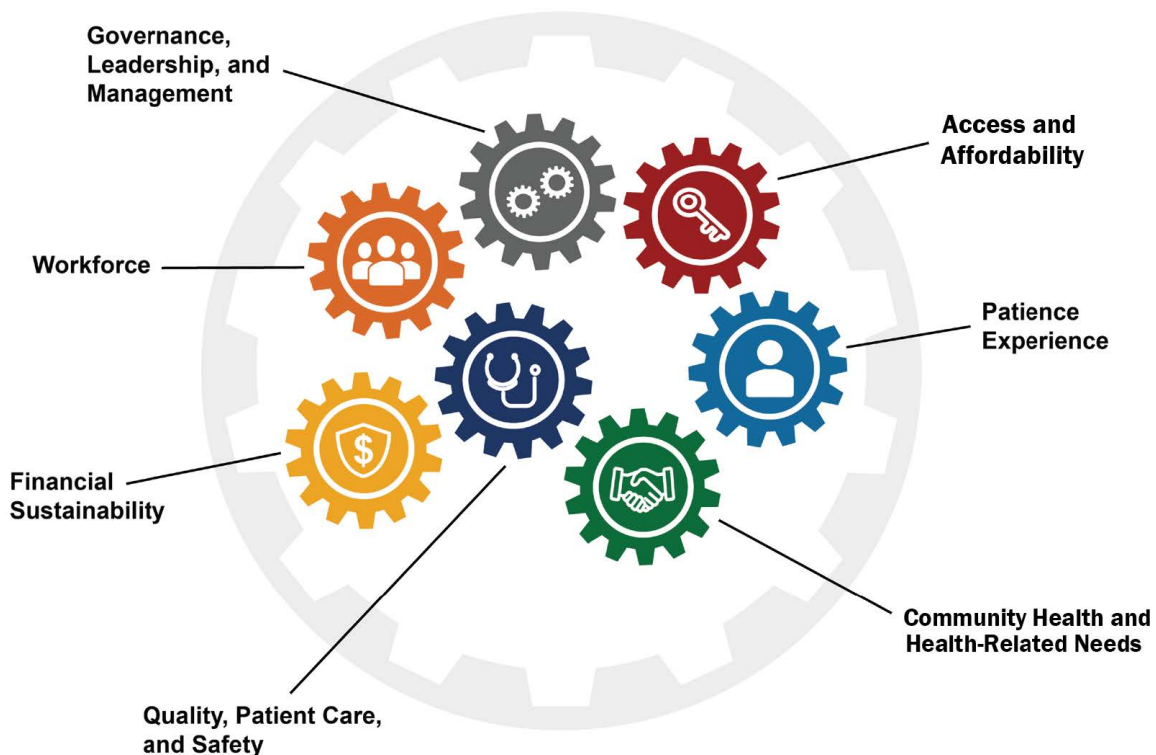 Governance,
Leadership, and
Management
Access and
Affordability
Workforce
Patience
Experience
$
Financial
Sustainability
Community Health and
Health-Related Needs
Quality, Patient Care,
and Safety